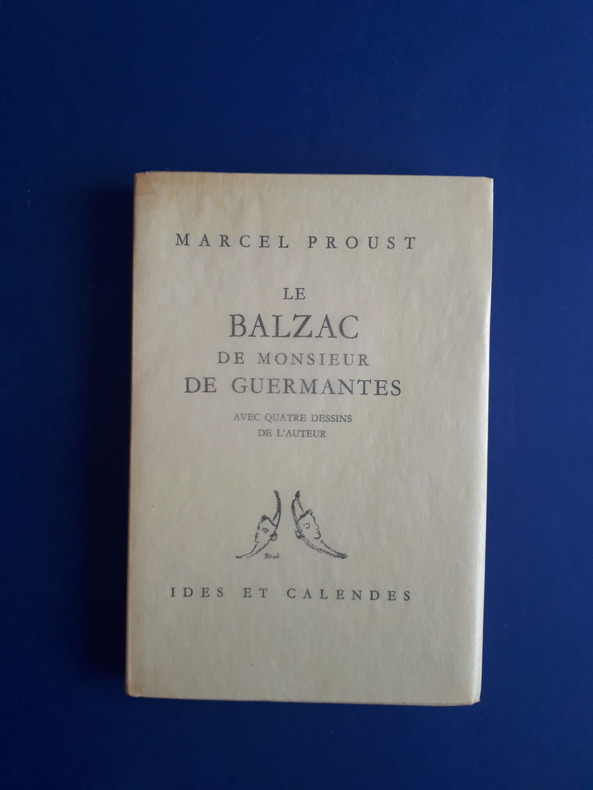 MARCEL PROUST
LE
BALZAC
DE MONSIEUR
DE GUERMANTES
AVEC QUATRE DESSINS
DE L'AUTEUR
IDES ET CALENDES